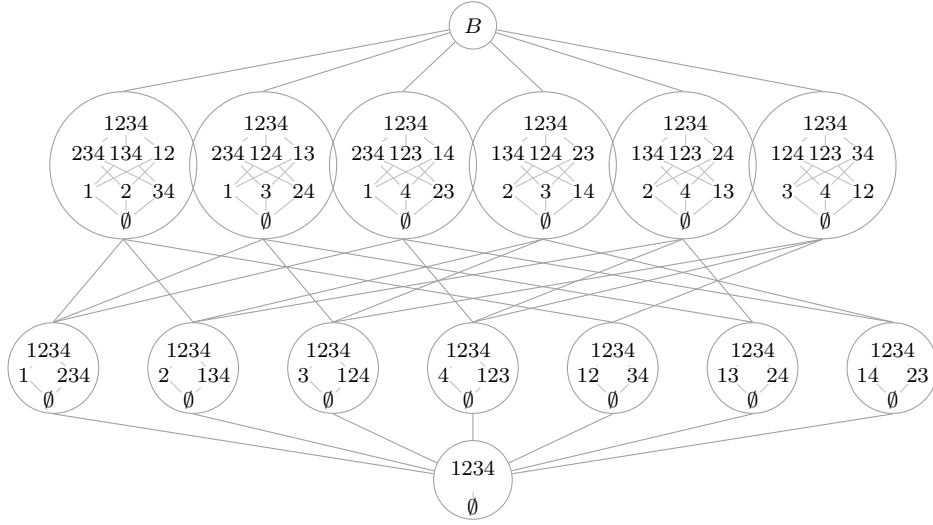 B
1234 1234 1234 1234 1234 1234
234 134 12 234 124 13 234 123 14 134 124 23 134 123 24 124 123 34
1 2 34 1 3 24 1 4 23 2 3 14 2 4 13 3 4 12
∅ ∅ ∅ ∅ ∅ ∅
1234 1234 1234 1234 1234 1234 1234
1 234 2 134 3 124 4 123 12 34 13 24 14 23
∅ ∅ ∅ ∅ ∅ ∅ ∅
1234
∅